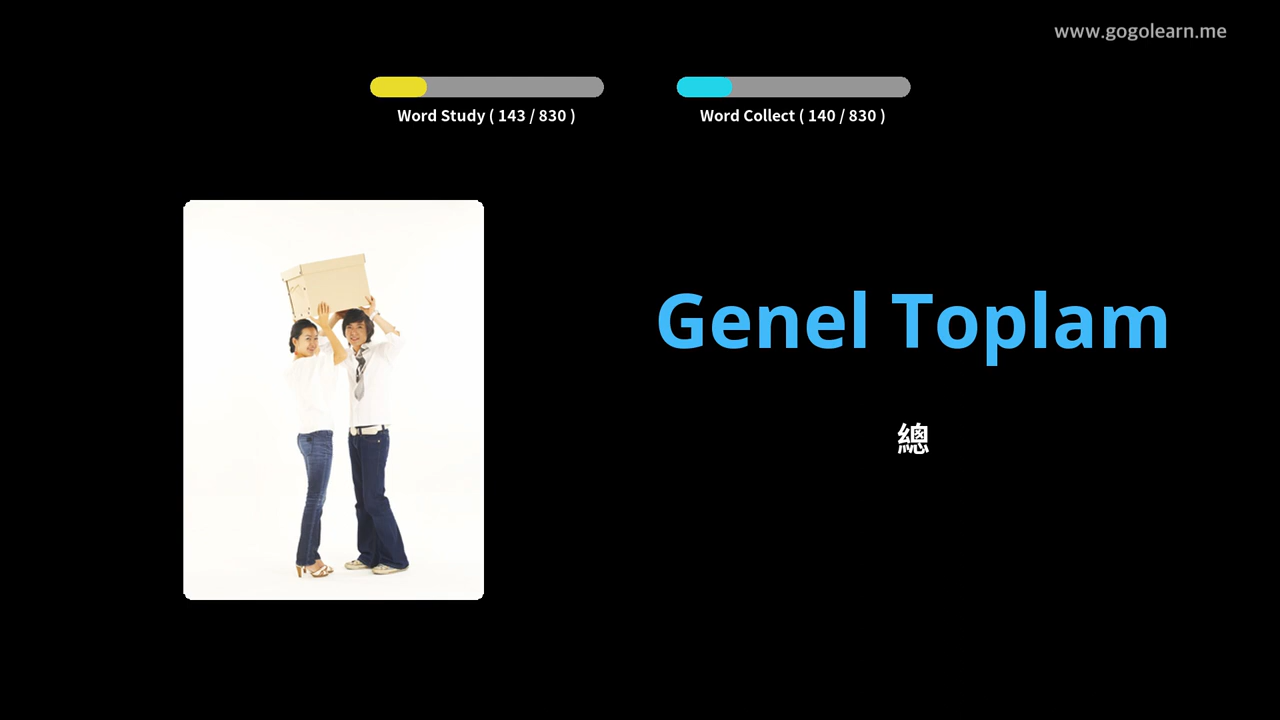 www.gogolearn.me
Word Study ( 143 / 830 )
Word Collect ( 140 / 830 )
Genel Toplam
總